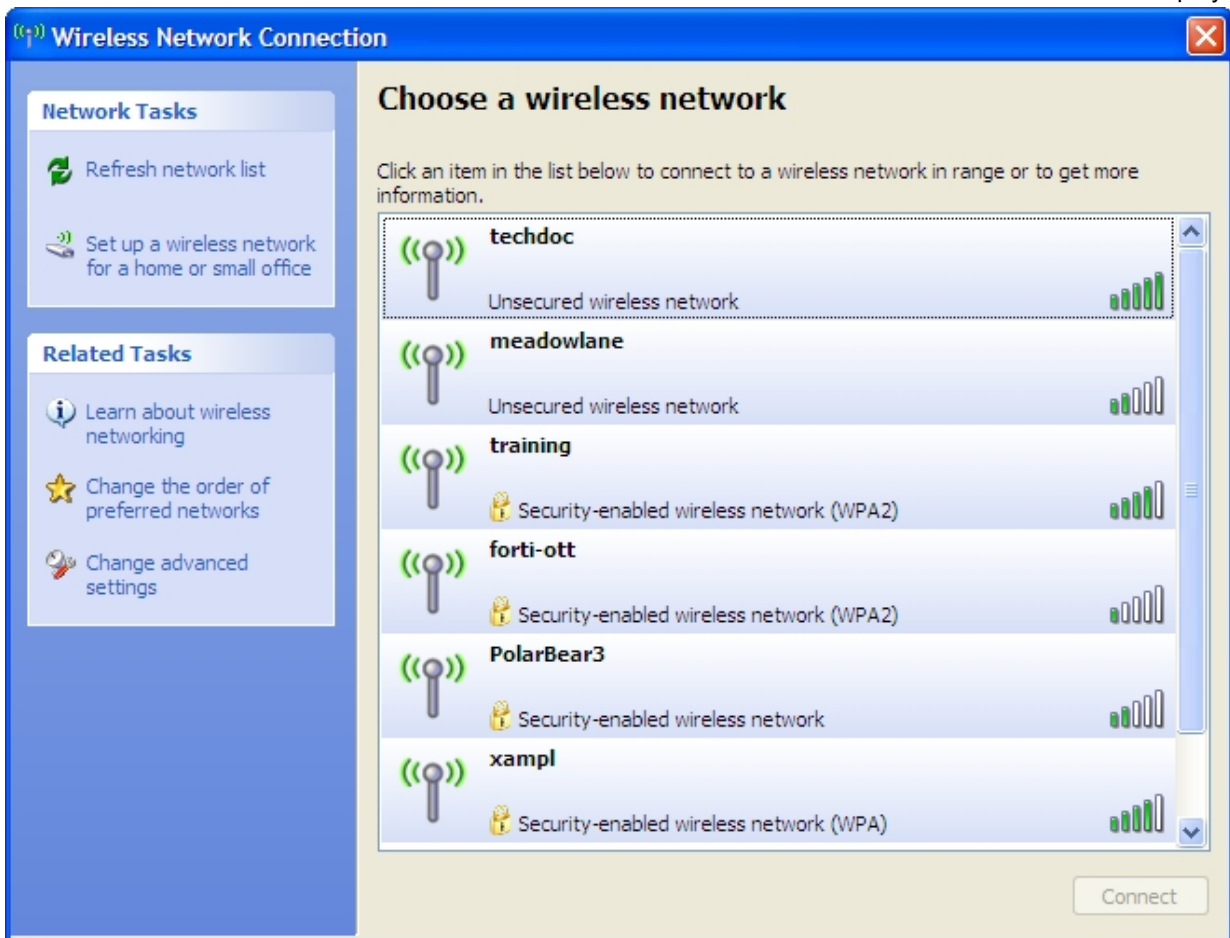 Wireless Network Connection
Network Tasks
Refresh network list
Set up a wireless network
for a home or small office
Related Tasks
Learn about wireless
networking
Change the order of
preferred networks
Change advanced
settings
Choose a wireless network
Click an item in the list below to connect to a wireless network in range or to get more
information.
techdoc
Unsecured wireless network
meadowlane
Unsecured wireless network
training
Security-enabled wireless network (WPA2)
forti-ott
Security-enabled wireless network (WPA2)
PolarBear3
Security-enabled wireless network
xampl
Security-enabled wireless network (WPA)
Connect